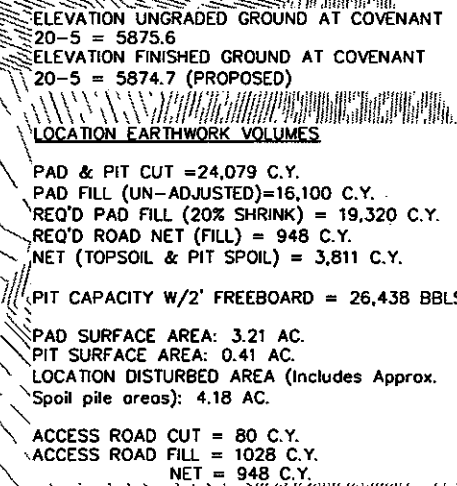 ELEVATION UNGRADED GROUND AT COVENANT
20-5 = 5875.6
ELEVATION FINISHED GROUND AT COVENANT
20-5 = 5874.7 (PROPOSED)
LOCATION EARTHWORK VOLUMES
PAD & PIT CUT =24,079 C.Y.
PAD FILL (UN-ADJUSTED)=16,100 C.Y.
REQ'D PAD FILL (20% SHRINK) = 19,320 C.Y.
REQ'D ROAD NET (FILL) = 948 C.Y.
NET (TOPSOIL & PIT SPOIL) = 3,811 C.Y.
PIT CAPACITY W/2' FREEBOARD = 26,438 BBLS
PAD SURFACE AREA: 3.21 AC.
PIT SURFACE AREA: 0.41 AC.
LOCATION DISTURBED AREA (Includes Approx.
Spoil pile areas): 4.18 AC.
ACCESS ROAD CUT = 80 C.Y.
ACCESS ROAD FILL = 1028 C.Y.
NET = 948 C.Y.